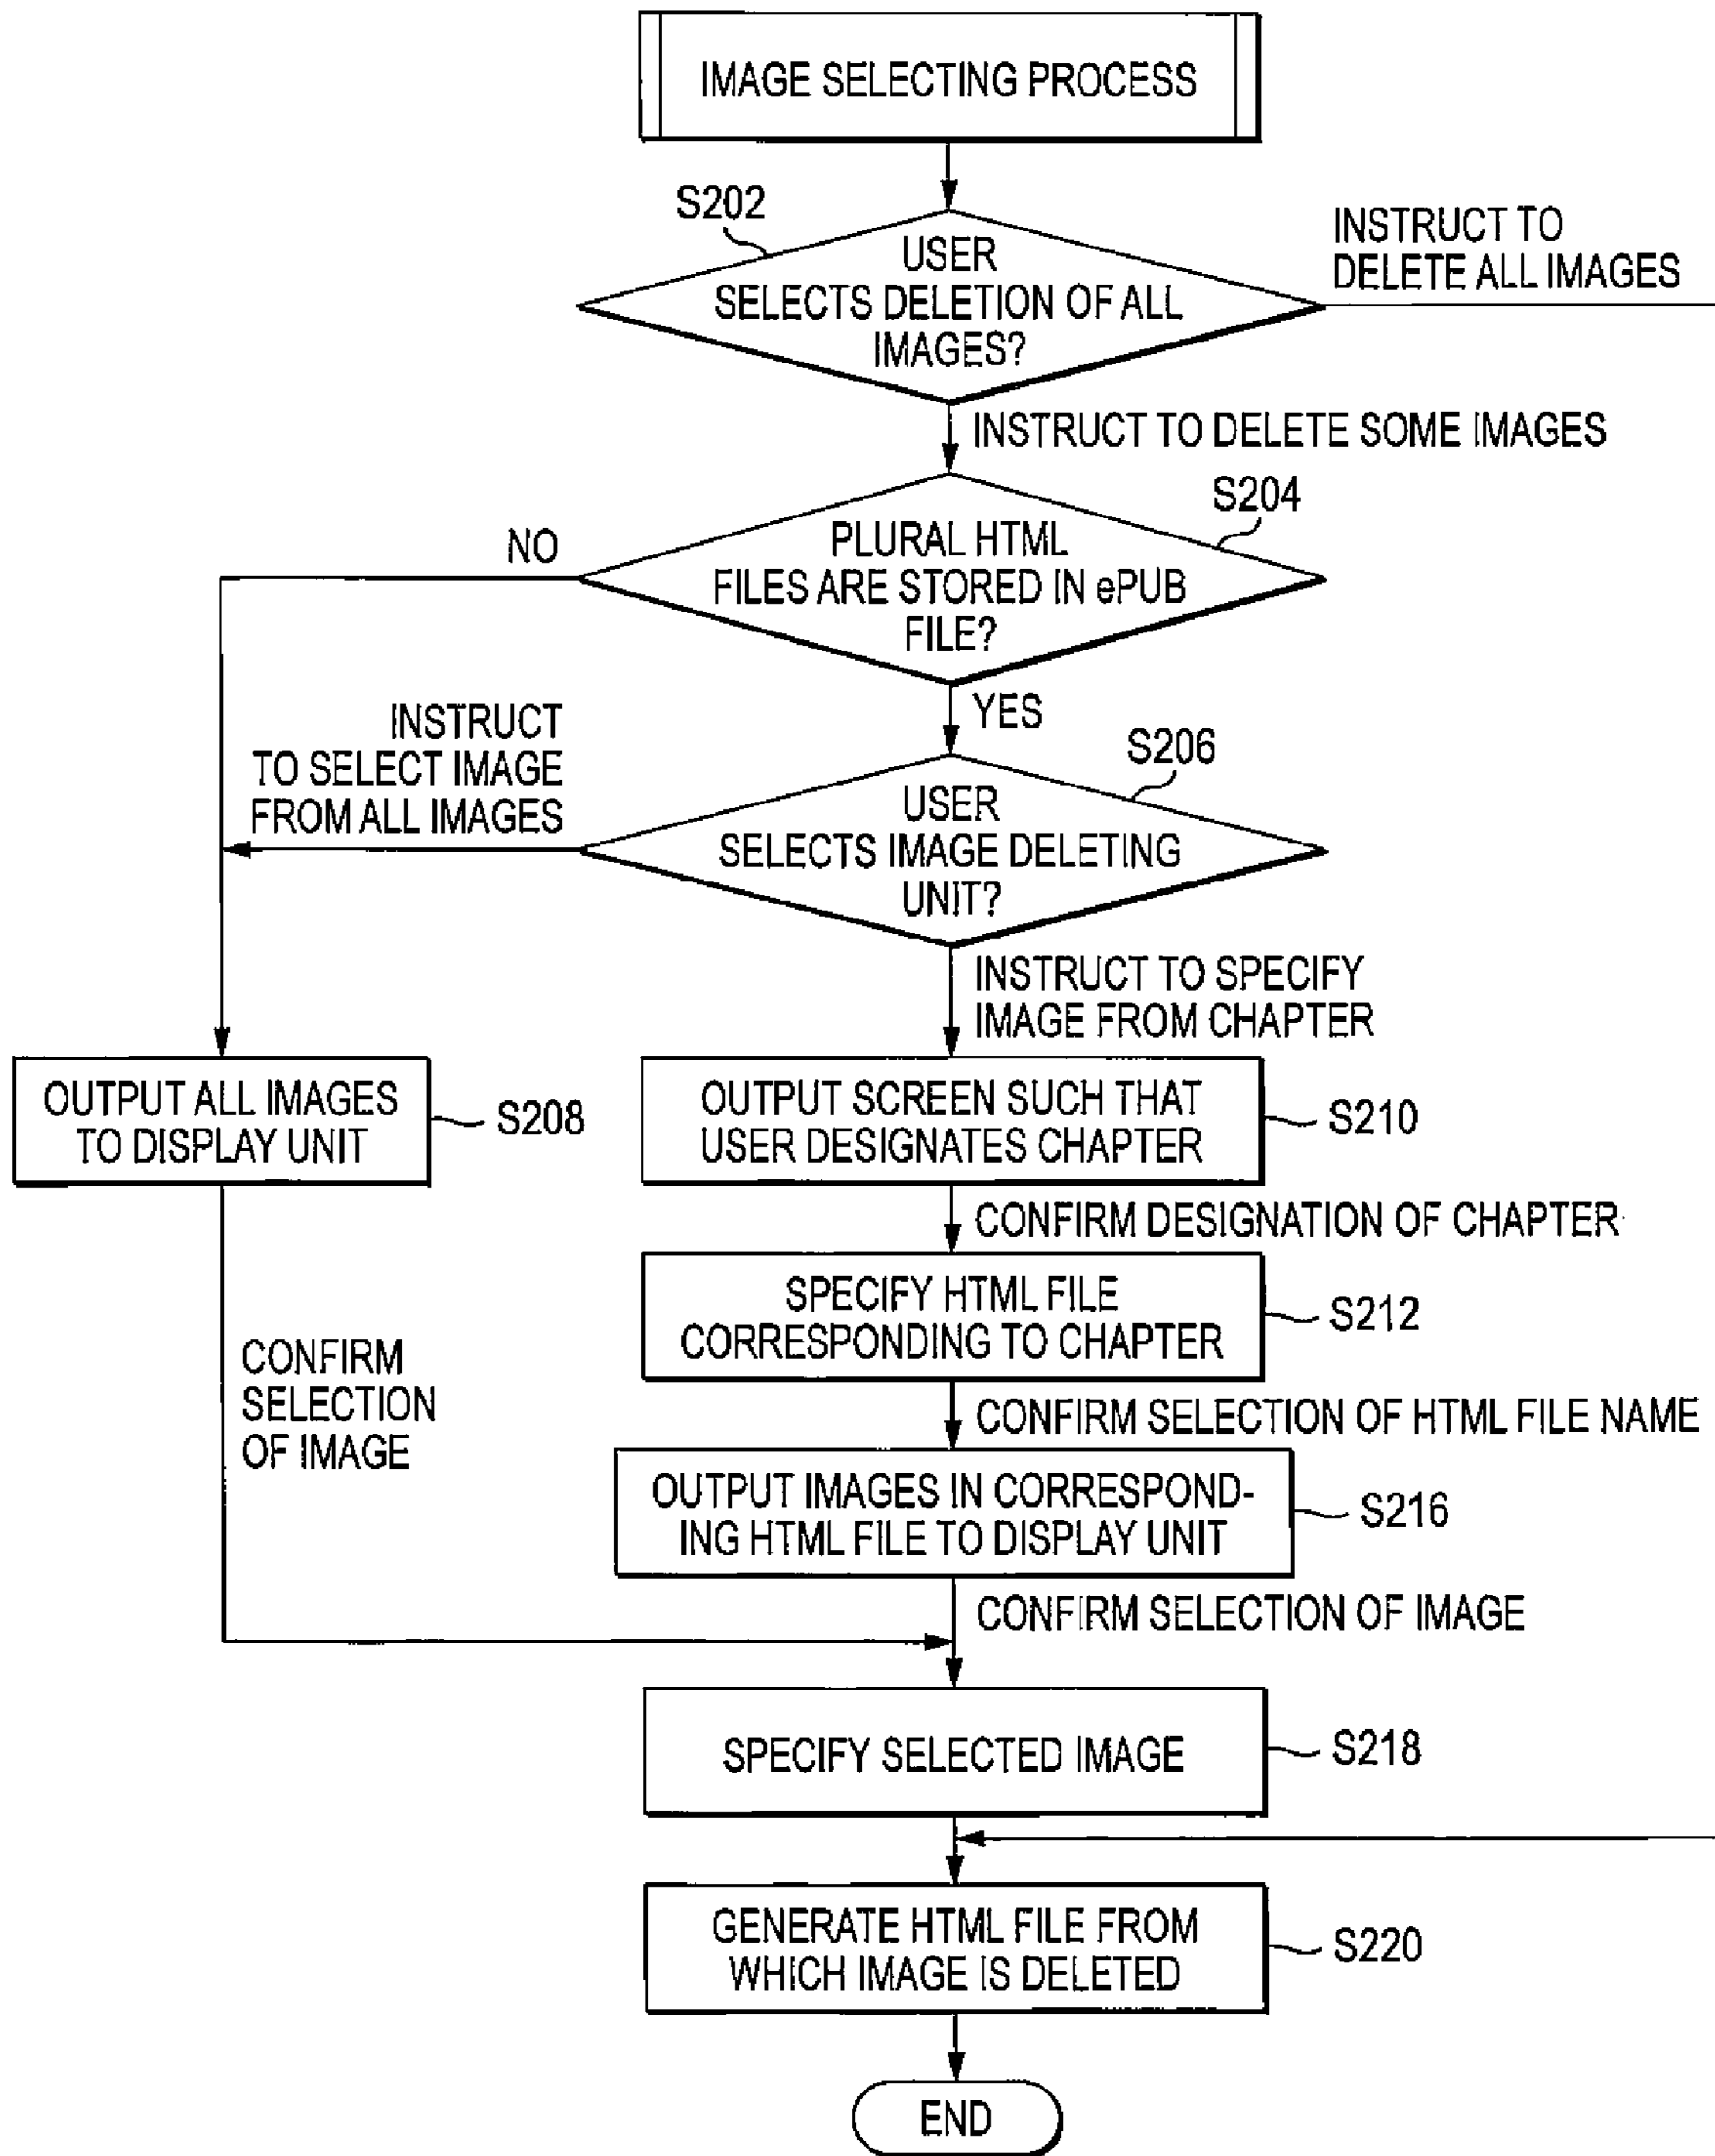 IMAGE SELECTING PROCESS
S202
USER
SELECTS DELETION OF ALL
IMAGES?
INSTRUCT TO
DELETE ALL IMAGES
INSTRUCT TO DELETE SOME IMAGES
S204
NO
PLURAL HTML
FILES ARE STORED IN ePUB
FILE?
YES
INSTRUCT
TO SELECT IMAGE
FROM ALL IMAGES
S206
USER
SELECTS IMAGE DELETING
UNIT?
INSTRUCT TO SPECIFY
IMAGE FROM CHAPTER
OUTPUT ALL IMAGES
TO DISPLAY UNIT
S208
OUTPUT SCREEN SUCH THAT
USER DESIGNATES CHAPTER
S210
CONFIRM DESIGNATION OF CHAPTER
SPECIFY HTML FILE
CORRESPONDING TO CHAPTER
S212
CONFIRM
SELECTION
OF IMAGE
CONFIRM SELECTION OF HTML FILE NAME
OUTPUT IMAGES IN CORRESPOND-
ING HTML FILE TO DISPLAY UNIT
S216
CONFIRM SELECTION OF IMAGE
SPECIFY SELECTED IMAGE
S218
GENERATE HTML FILE FROM
WHICH IMAGE IS DELETED
S220
END